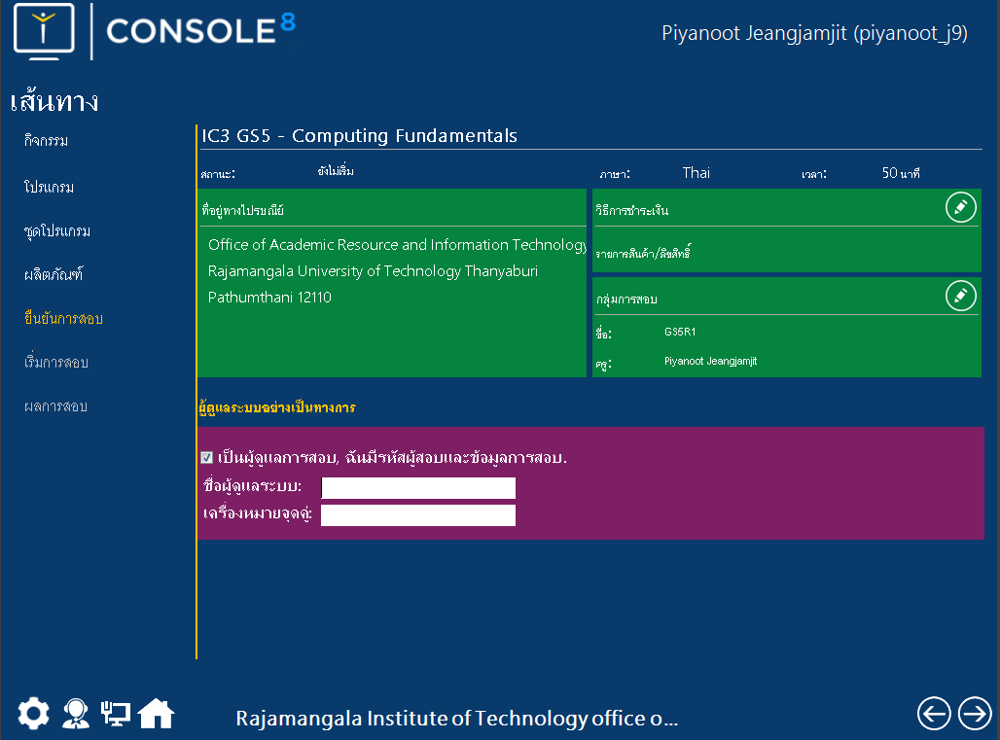 CONSOLE8
Piyanoot Jeangjamjit (piyanoot_j9)
เส้นทาง
กิจกรรม
โปรแกรม
ชุดโปรแกรม
ผลิตภัณฑ์
ยืนยันการสอบ
เริ่มการสอบ
ผลการสอบ
IC3 GS5 - Computing Fundamentals
สถานะ: ยังไม่เริ่ม ภาษา: Thai เวลา: 50 นาที
ที่อยู่ทางไปรษณีย์
Office of Academic Resource and Information Technology
Rajamangala University of Technology Thanyaburi
Pathumthani 12110
วิธีการชำระเงิน
รายการสินค้า/ลิขสิทธิ์
กลุ่มการสอบ
ชื่อ: GS5R1
ครู: Piyanoot Jeangjamjit
ผู้ดูแลระบบอย่างเป็นทางการ
เป็นผู้ดูแลการสอบ, ฉันมีรหัสผู้สอบและข้อมูลการสอบ.
ชื่อผู้ดูแลระบบ:
เครื่องหมายจุดคู่:
Rajamangala Institute of Technology office o...